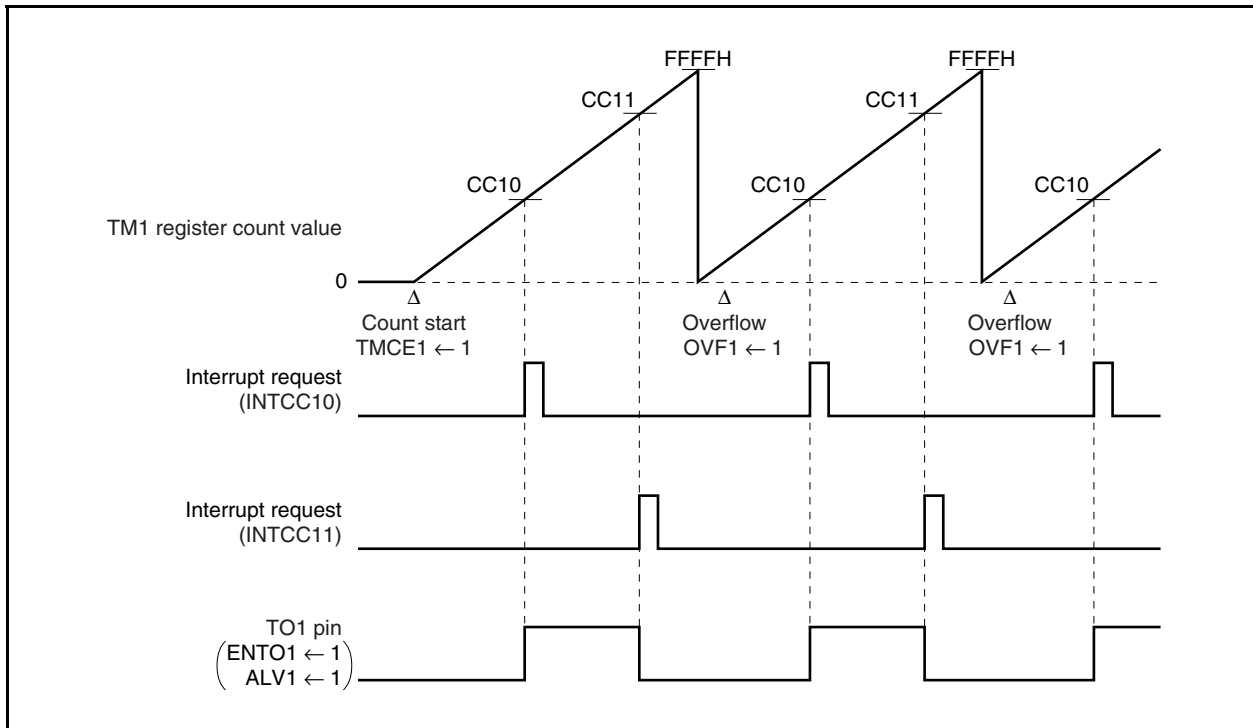 FFFFH
FFFFH
CC11
CC11
CC10
CC10
CC10
TM1 register count value
0
Δ
Δ
Δ
Count start
TMCE1 ← 1
Overflow
OVF1 ← 1
Overflow
OVF1 ← 1
Interrupt request
(INTCC10)
Interrupt request
(INTCC11)
TO1 pin
(ENTO1 ← 1
ALV1 ← 1)